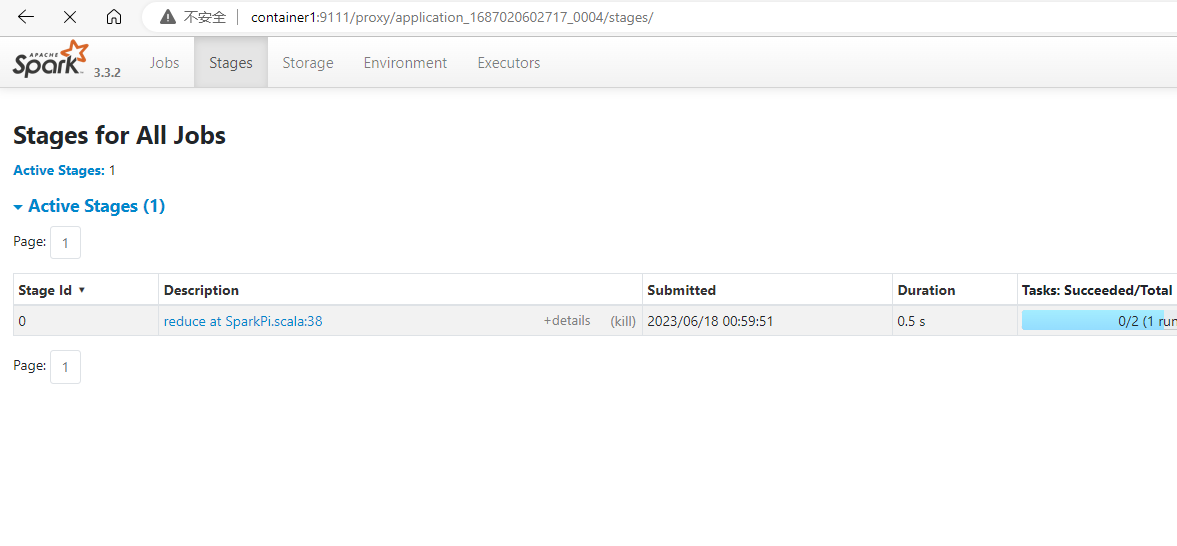 不安全 container1:9111/proxy/application_1687020602717_0004/stages/
APACHE Spark 3.3.2 Jobs Stages Storage Environment Executors
Stages for All Jobs
Active Stages: 1
Active Stages (1)
Page: 1
Stage Id Description Submitted Duration Tasks: Succeeded/Total
0 reduce at SparkPi.scala:38 +details (kill) 2023/06/18 00:59:51 0.5 s 0/2 (1 run
Page: 1